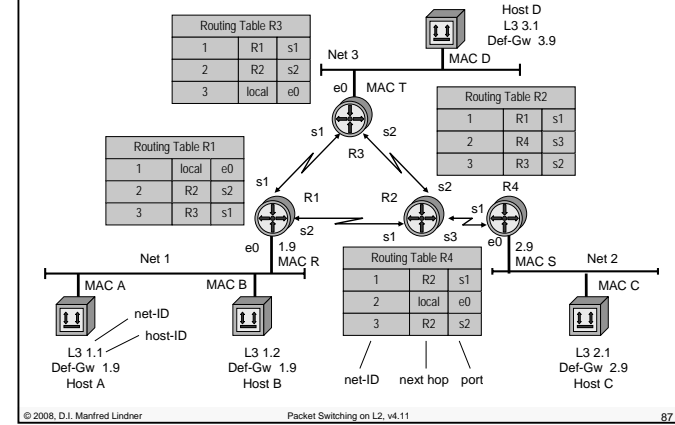 Host D
L3 3.1
Def-Gw 3.9
MAC D
Net 3
e0
MAC T
Routing Table R3
1 R1 s1
2 R2 s2
3 local e0
s1
s2
R3
Routing Table R2
1 R1 s1
2 R4 s3
3 R3 s2
Routing Table R1
1 local e0
2 R2 s2
3 R3 s1
s1
R1
s2
R2
s2
s1
s3
s1
R4
e0
1.9
MAC R
e0
2.9
MAC S
Routing Table R4
1 R2 s1
2 local e0
3 R2 s2
net-ID
next hop
port
Net 1
MAC A
MAC B
net-ID
host-ID
L3 1.1
Def-Gw 1.9
Host A
L3 1.2
Def-Gw 1.9
Host B
Net 2
MAC C
L3 2.1
Def-Gw 2.9
Host C
© 2008, D.I. Manfred Lindner
Packet Switching on L2, v4.11
87